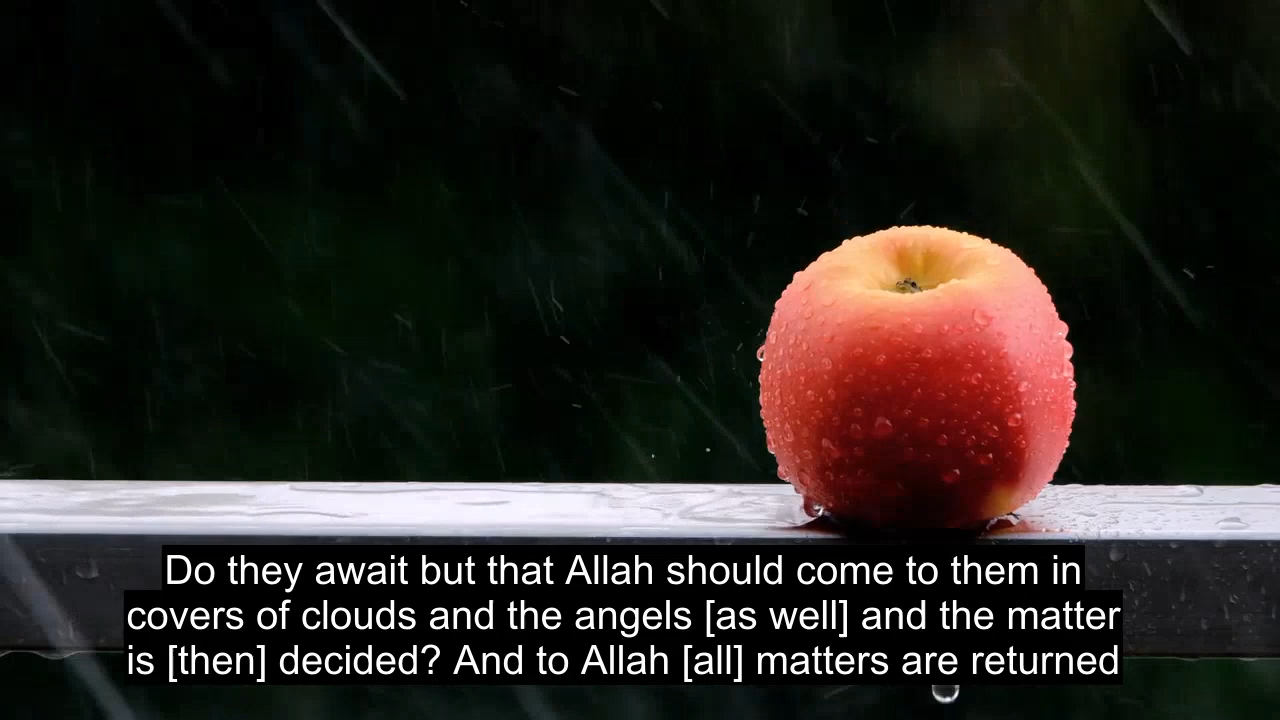 Do they await but that Allah should come to them in
covers of clouds and the angels [as well] and the matter
is [then] decided? And to Allah [all] matters are returned